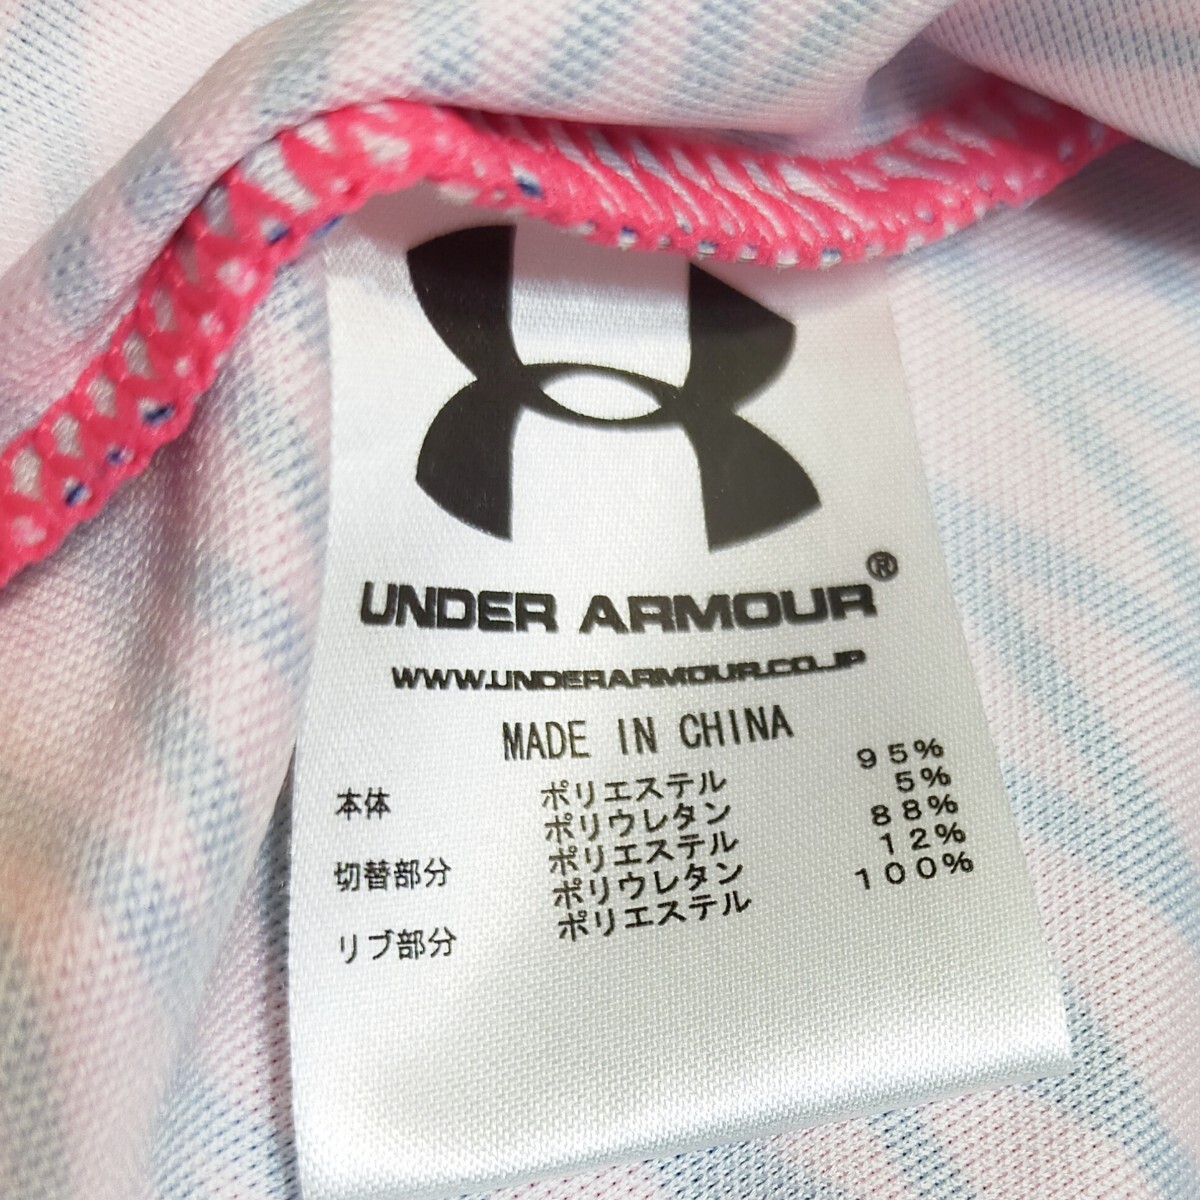 UNDER ARMOUR®
WWW.UNDERARMOUR.CO.JP
MADE IN CHINA
本体 ポリエステル 95%
ポリウレタン 5%
切替部分 ポリエステル 88%
ポリウレタン 12%
リブ部分 ポリエステル 100%